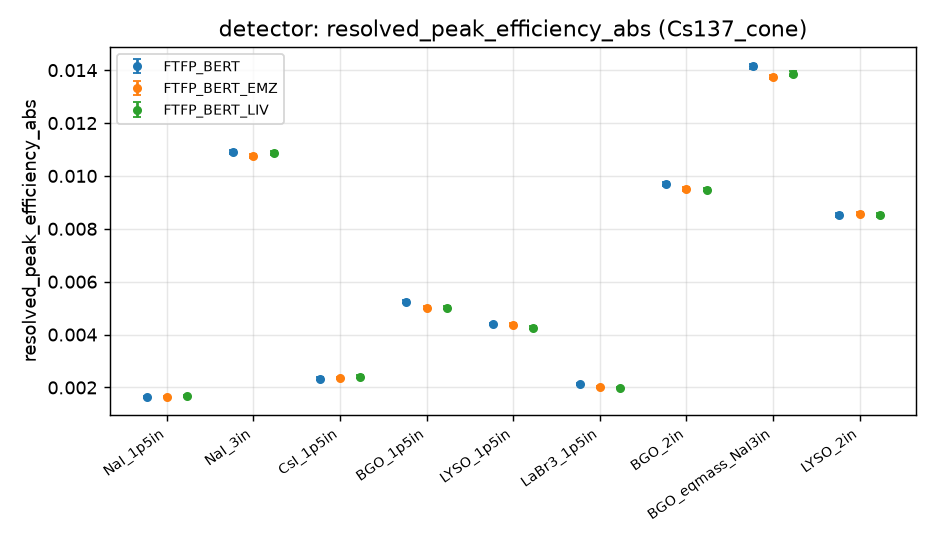 detector: resolved_peak_efficiency_abs (Cs137_cone)
FTFP_BERT
FTFP_BERT_EMZ
FTFP_BERT_LIV
resolved_peak_efficiency_abs
0.014
0.012
0.010
0.008
0.006
0.004
0.002
NaI_1p5in
NaI_3in
CsI_1p5in
BGO_1p5in
LYSO_1p5in
LaBr3_1p5in
BGO_2in
BGO_eqmass_NaI3in
LYSO_2in